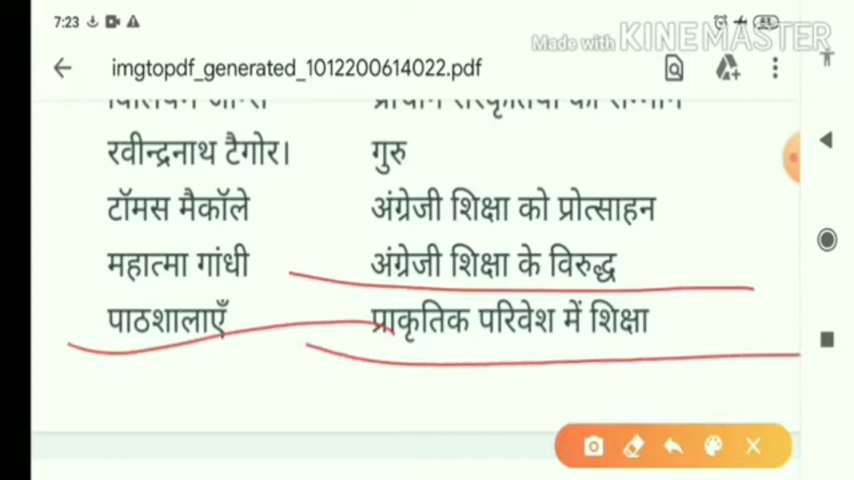 7:23
Made with KINEMASTER
imgtopdf_generated_1012200614022.pdf
रवीन्द्रनाथ टैगोर। गुरु
टॉमस मैकॉले अंग्रेजी शिक्षा को प्रोत्साहन
महात्मा गांधी अंग्रेजी शिक्षा के विरुद्ध
पाठशालाएँ प्राकृतिक परिवेश में शिक्षा